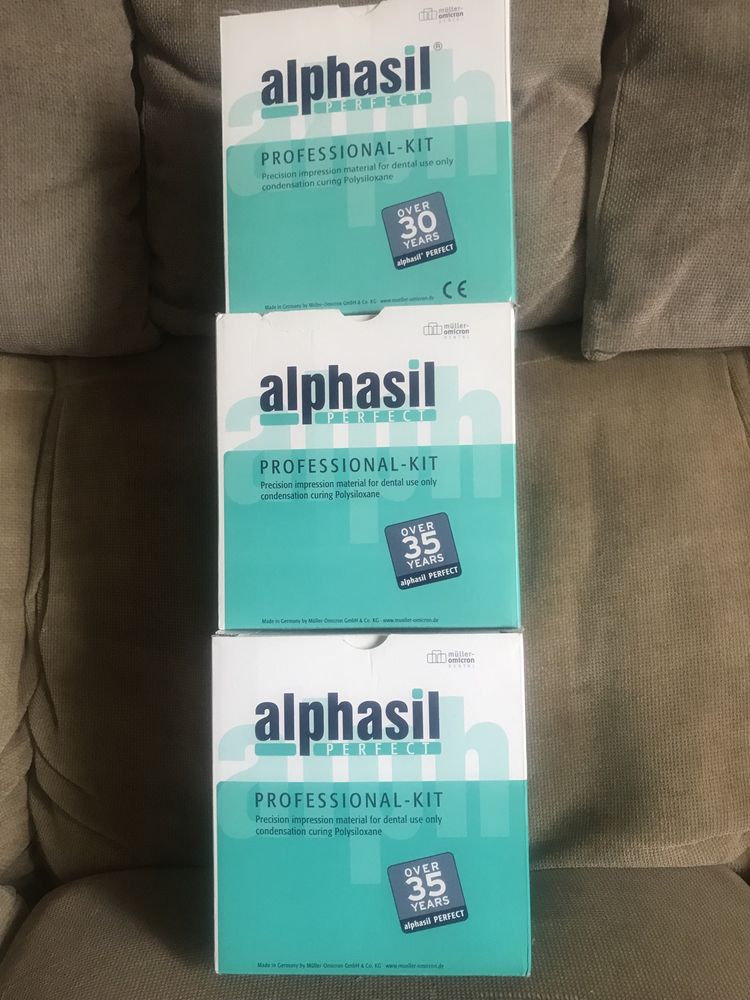 müller-
omicron
DENTAL
alphasil®
PERFECT
PROFESSIONAL-KIT
Precision impression material for dental use only
condensation curing Polysiloxane
OVER
30
YEARS
alphasil® PERFECT
CE
Made in Germany by Müller-Omicron GmbH & Co. KG · www.mueller-omicron.de
müller-
omicron
DENTAL
alphasil
PERFECT
PROFESSIONAL-KIT
Precision impression material for dental use only
condensation curing Polysiloxane
OVER
35
YEARS
alphasil PERFECT
Made in Germany by Müller-Omicron GmbH & Co. KG · www.mueller-omicron.de
müller-
omicron
DENTAL
alphasil
PERFECT
PROFESSIONAL-KIT
Precision impression material for dental use only
condensation curing Polysiloxane
OVER
35
YEARS
alphasil PERFECT
Made in Germany by Müller-Omicron GmbH & Co. KG · www.mueller-omicron.de